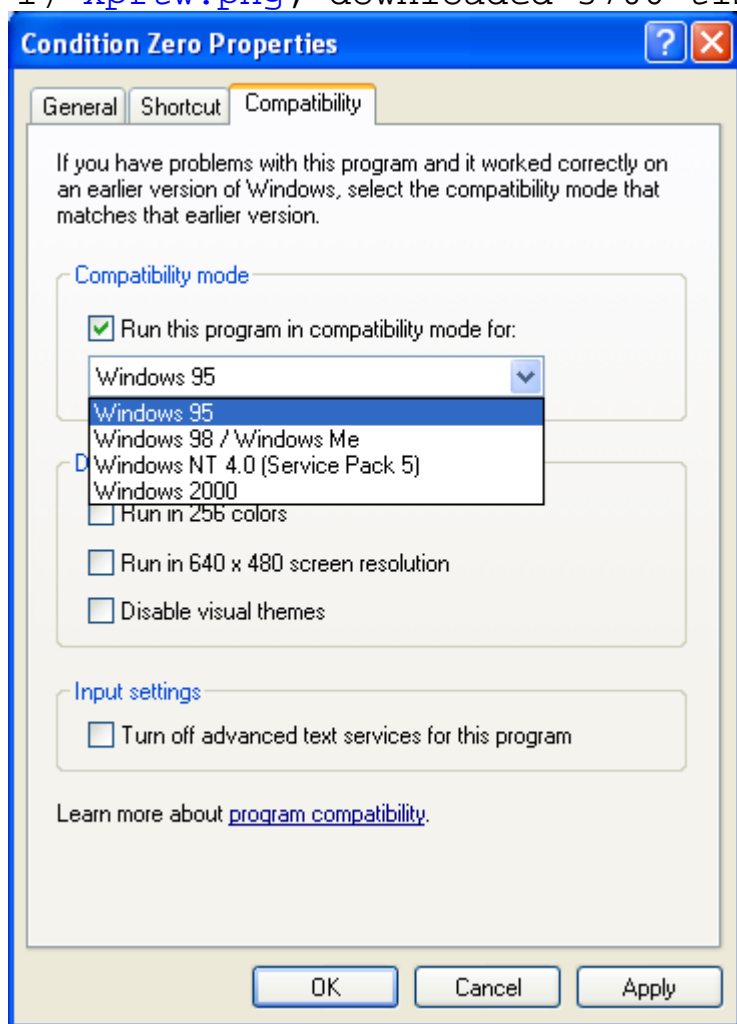 Condition Zero Properties
General Shortcut Compatibility
If you have problems with this program and it worked correctly on
an earlier version of Windows, select the compatibility mode that
matches that earlier version.
Compatibility mode
Run this program in compatibility mode for:
Windows 95
Windows 95
Windows 98 / Windows Me
Windows NT 4.0 (Service Pack 5)
Windows 2000
Run in 256 colors
Run in 640 x 480 screen resolution
Disable visual themes
Input settings
Turn off advanced text services for this program
Learn more about program compatibility.
OK Cancel Apply